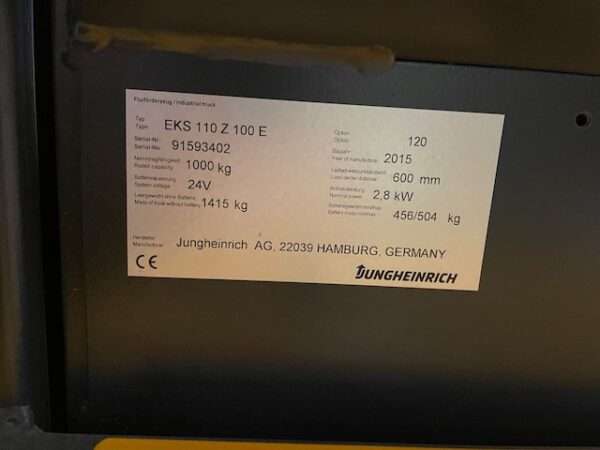 Flurförderzeug / Industrial truck
Typ
Type EKS 110 Z 100 E
Option
Option 120
Serial-Nr.
Serial-No. 91593402
Baujahr
Year of manufacture 2015
Nenntragfähigkeit
Rated capacity 1000 kg
Lastschwerpunktabstand
Load center distance 600 mm
Batteriespannung
System voltage 24V
Antriebsleistung
Nominal power 2,8 kW
Leergewicht ohne Batterie
Mass of truck without battery 1415 kg
Batteriegewicht min/max
Battery mass min/max 456/504 kg
Hersteller
Manufacturer Jungheinrich AG, 22039 HAMBURG, GERMANY
CE
JUNGHEINRICH